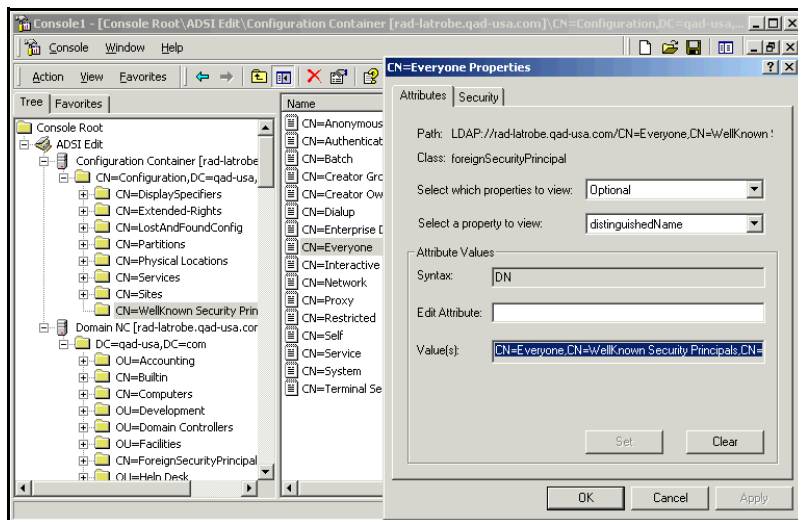 Console1 - [Console Root\ADSI Edit\Configuration Container [rad-latrobe.qad-usa.com]\CN=Configuration,DC=qad-usa,...
Console Window Help
Action View Favorites
Tree Favorites
Console Root
ADSI Edit
Configuration Container [rad-latrobe
CN=Configuration,DC=qad-usa,
CN=DisplaySpecifiers
CN=Extended-Rights
CN=LostAndFoundConfig
CN=Partitions
CN=Physical Locations
CN=Services
CN=Sites
CN=WellKnown Security Prin
Domain NC [rad-latrobe.qad-usa.cor
DC=qad-usa,DC=com
OU=Accounting
CN=Builtin
CN=Computers
OU=Development
OU=Domain Controllers
OU=Facilities
CN=ForeignSecurityPrincipal
OU=Help Desk
Name
CN=Anonymous
CN=Authenticat
CN=Batch
CN=Creator Gro
CN=Creator Ow
CN=Dialup
CN=Enterprise D
CN=Everyone
CN=Interactive
CN=Network
CN=Proxy
CN=Restricted
CN=Self
CN=Service
CN=System
CN=Terminal Se
CN=Everyone Properties
Attributes Security
Path: LDAP://rad-latrobe.qad-usa.com/CN=Everyone,CN=WellKnown S
Class: foreignSecurityPrincipal
Select which properties to view: Optional
Select a property to view: distinguishedName
Attribute Values
Syntax: DN
Edit Attribute:
Value(s): CN=Everyone,CN=WellKnown Security Principals,CN=
Set Clear
OK Cancel Apply